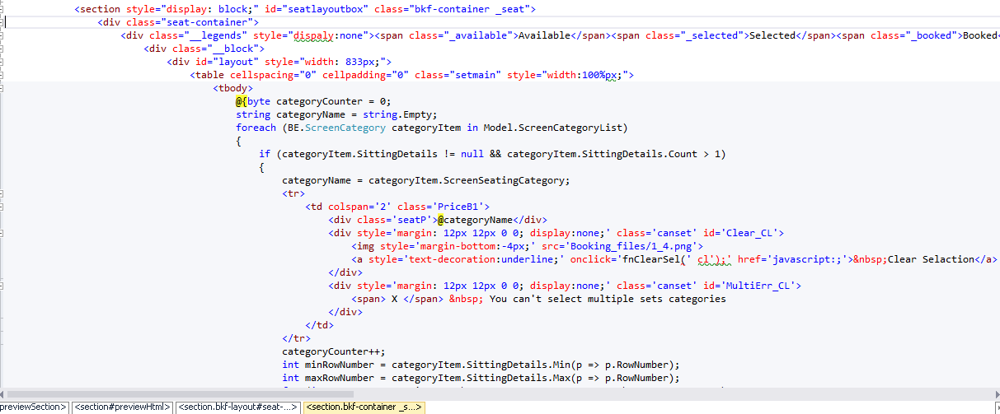 <section style="display: block;" id="seatlayoutbox" class="bkf-container _seat">
<div class="seat-container">
<div class="__legends" style="dispaly:none"><span class="_available">Available</span><span class="_selected">Selected</span><span class="_booked">Booked<
<div class="__block">
<div id="layout" style="width: 833px;">
<table cellspacing="0" cellpadding="0" class="setmain" style="width:100%px;">
<tbody>
@{byte categoryCounter = 0;
string categoryName = string.Empty;
foreach (BE.ScreenCategory categoryItem in Model.ScreenCategoryList)
{
if (categoryItem.SittingDetails != null && categoryItem.SittingDetails.Count > 1)
{
categoryName = categoryItem.ScreenSeatingCategory;
<tr>
<td colspan='2' class='PriceB1'>
<div class='seatP'>@categoryName</div>
<div style='margin: 12px 12px 0 0; display:none;' class='canset' id='Clear_CL'>
<img style='margin-bottom:-4px;' src='Booking_files/1_4.png'>
<a style='text-decoration:underline;' onclick='fnClearSel(' cl');' href='javascript:;'>&nbsp;Clear Selaction</a>
</div>
<div style='margin: 12px 12px 0 0; display:none;' class='canset' id='MultiErr_CL'>
<span> X </span> &nbsp; You can't select multiple sets categories
</div>
</td>
</tr>
categoryCounter++;
int minRowNumber = categoryItem.SittingDetails.Min(p => p.RowNumber);
int maxRowNumber = categoryItem.SittingDetails.Max(p => p.RowNumber);
previewSection> <section#previewHtml> <section.bkf-layout#seat-...> <section.bkf-container _s...>